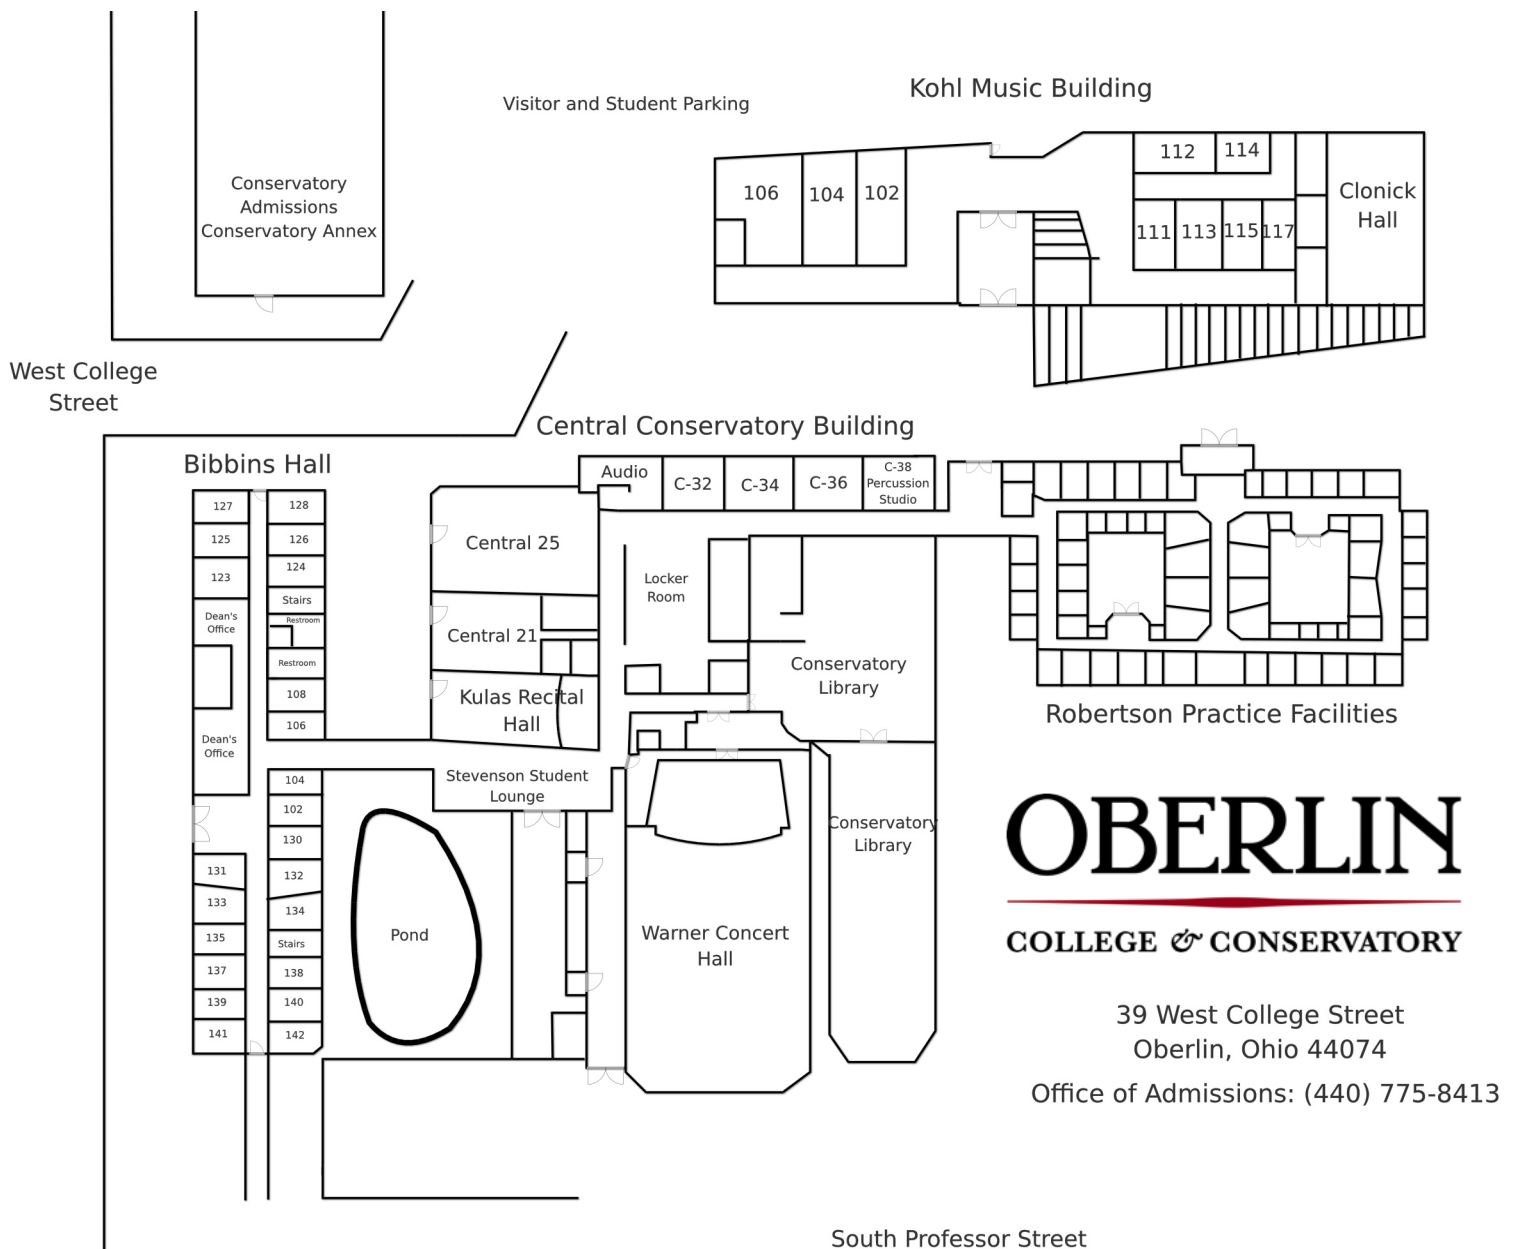 Kohl Music Building
Visitor and Student Parking
112
114
106
104
102
Conservatory
Admissions
Conservatory Annex
Clonick
Hall
111
113
115
117
West College
Street
Central Conservatory Building
Bibbins Hall
Audio
C-32
C-34
C-36
C-38
Percussion
Studio
127
128
125
126
Central 25
123
124
Stairs
Locker
Room
Dean's
Office
Restroom
Central 21
Restroom
Conservatory
Library
108
Kulas Recital
Hall
106
Robertson Practice Facilities
Dean's
Office
104
Stevenson Student
Lounge
102
130
Conservatory
Library
OBERLIN
COLLEGE & CONSERVATORY
131
132
133
134
135
Stairs
Pond
Warner Concert
Hall
137
138
139
140
141
142
39 West College Street
Oberlin, Ohio 44074
Office of Admissions: (440) 775-8413
South Professor Street